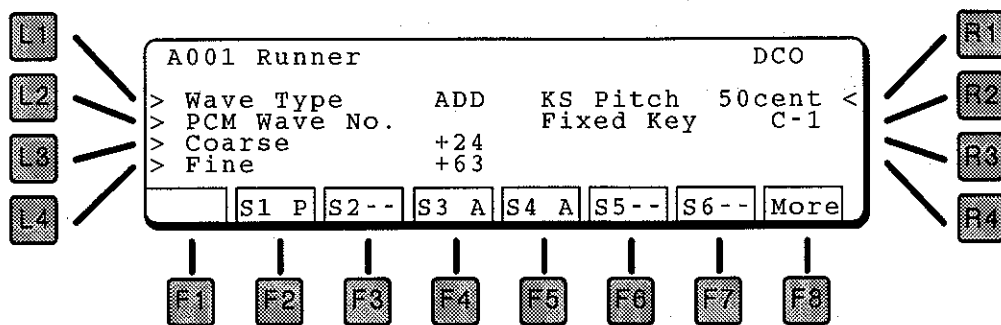 L1
L2
L3
L4
A001 Runner DCO
> Wave Type ADD KS Pitch 50cent <
> PCM Wave No. Fixed Key C-1
> Coarse +24
> Fine +63
S1 P S2-- S3 A S4 A S5-- S6-- More
R1
R2
R3
R4
F1 F2 F3 F4 F5 F6 F7 F8